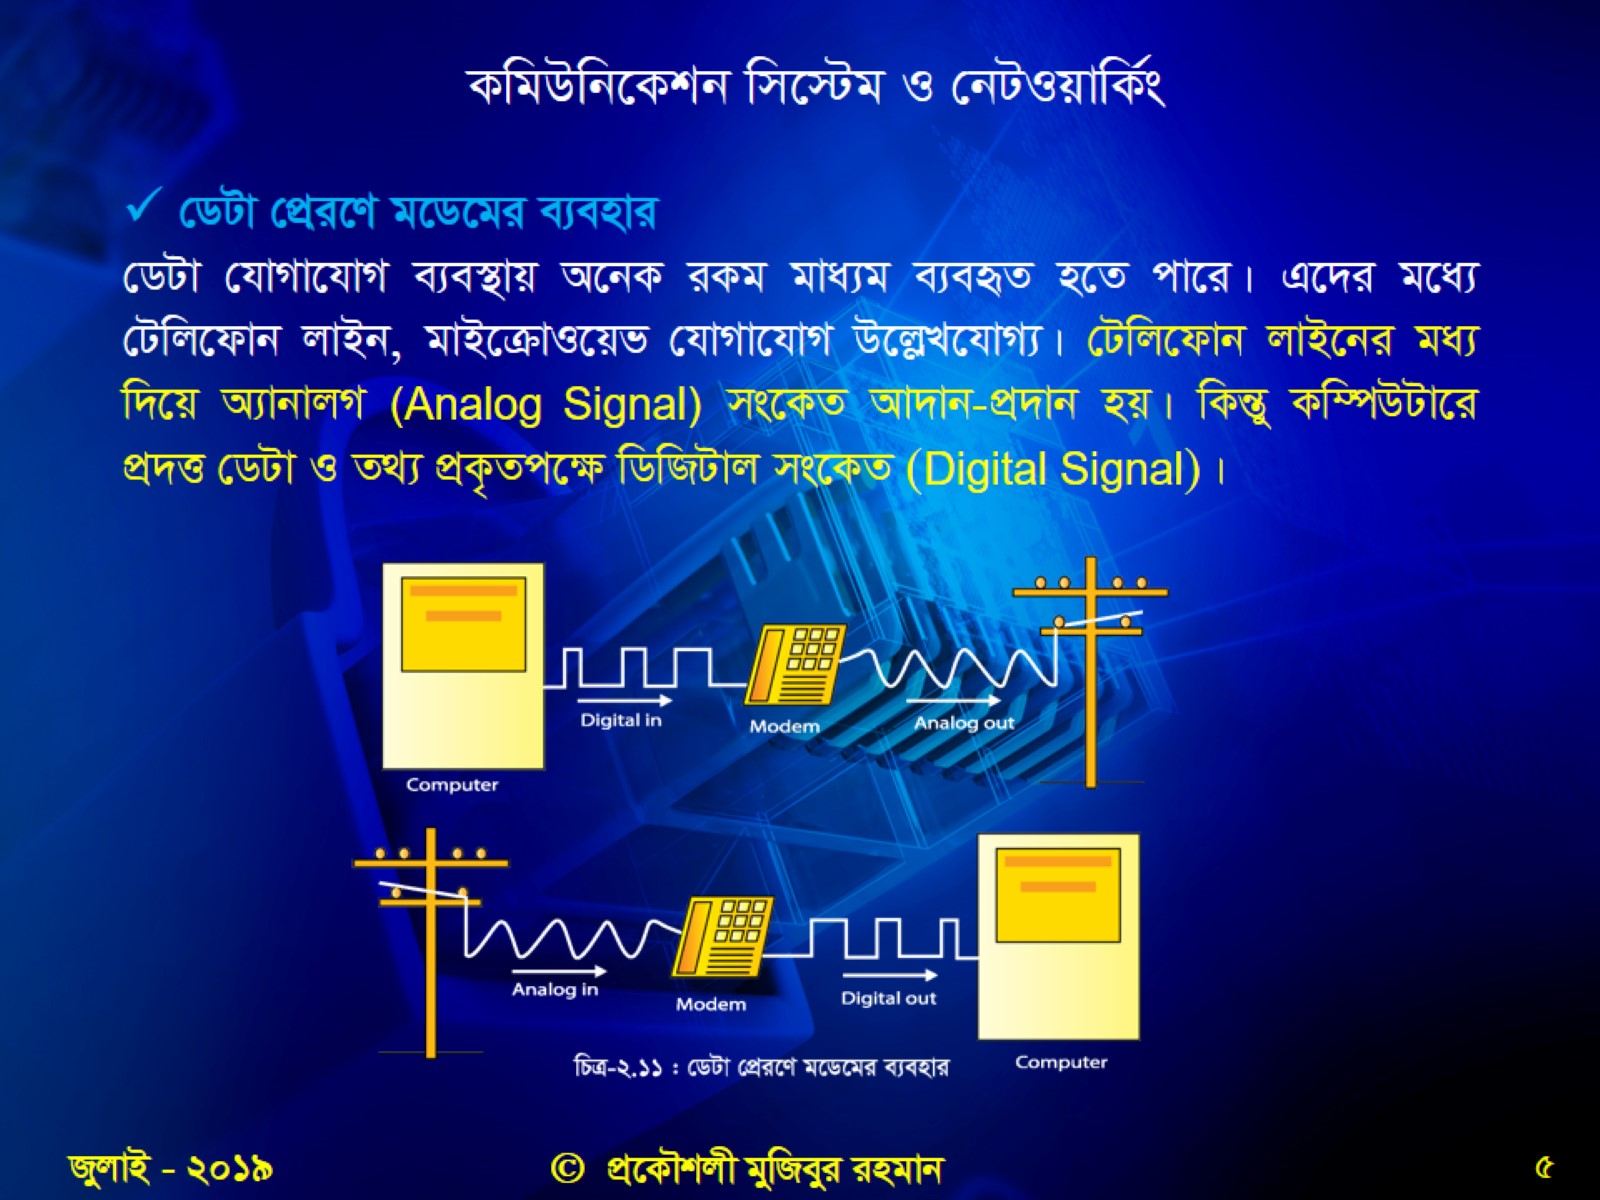 কমিউনিকেশন সিস্টেম ও নেটওয়ার্কিং
✓ ডেটা প্রেরণে মডেমের ব্যবহার
ডেটা যোগাযোগ ব্যবস্থায় অনেক রকম মাধ্যম ব্যবহৃত হতে পারে। এদের মধ্যে
টেলিফোন লাইন, মাইক্রোওয়েভ যোগাযোগ উল্লেখযোগ্য। টেলিফোন লাইনের মধ্য
দিয়ে অ্যানালগ (Analog Signal) সংকেত আদান-প্রদান হয়। কিন্তু কম্পিউটারে
প্রদত্ত ডেটা ও তথ্য প্রকৃতপক্ষে ডিজিটাল সংকেত (Digital Signal)।
Digital in
Modem
Analog out
Computer
Analog in
Modem
Digital out
Computer
চিত্র-২.১১ : ডেটা প্রেরণে মডেমের ব্যবহার
জুলাই - ২০১৯
© প্রকৌশলী মুজিবুর রহমান
৫